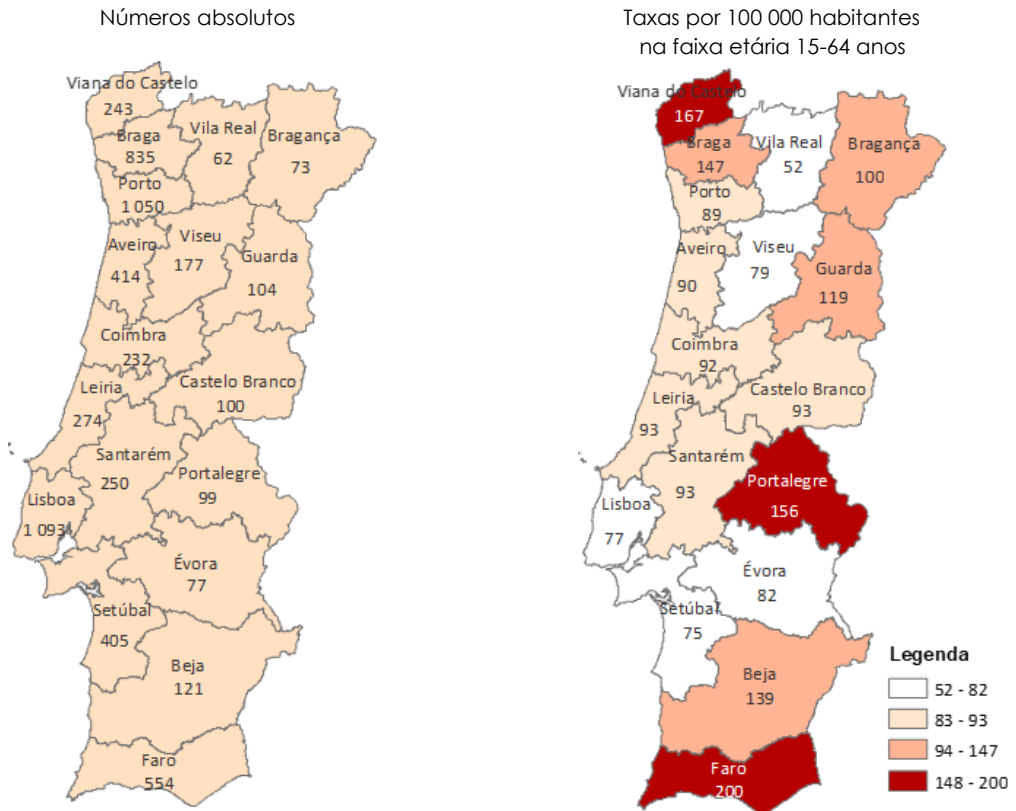 Números absolutos
Viana do Castelo
243
Braga
835
Vila Real
62
Bragança
73
Porto
1 050
Aveiro
414
Viseu
177
Guarda
104
Coimbra
232
Castelo Branco
100
Leiria
274
Santarém
250
Portalegre
99
Lisboa
1 093
Évora
77
Setúbal
405
Beja
121
Faro
554
Taxas por 100 000 habitantes
na faixa etária 15-64 anos
Viana do Castelo
167
Braga
147
Vila Real
52
Bragança
100
Porto
89
Aveiro
90
Viseu
79
Guarda
119
Coimbra
92
Castelo Branco
93
Leiria
93
Santarém
93
Portalegre
156
Lisboa
77
Évora
82
Setúbal
75
Beja
139
Faro
200
Legenda
52 - 82
83 - 93
94 - 147
148 - 200